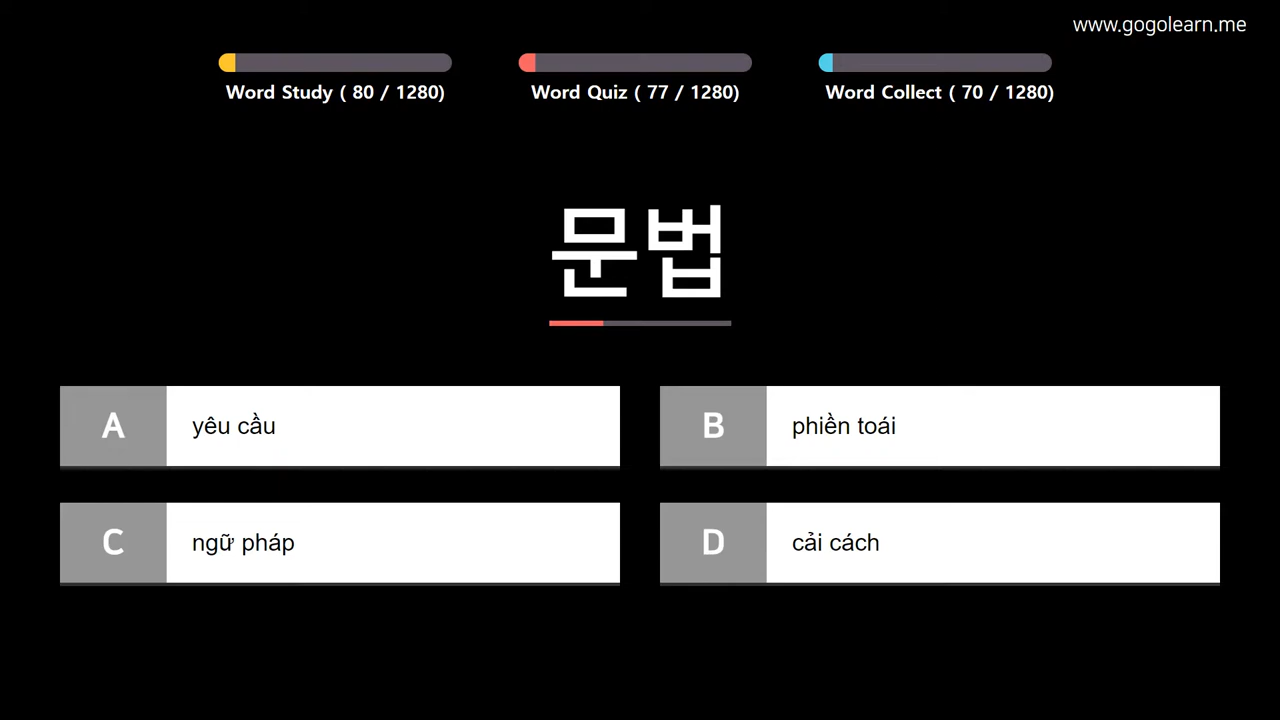 www.gogolearn.me
Word Study ( 80 / 1280)
Word Quiz ( 77 / 1280)
Word Collect ( 70 / 1280)
문법
A yêu cầu
B phiền toái
C ngữ pháp
D cải cách